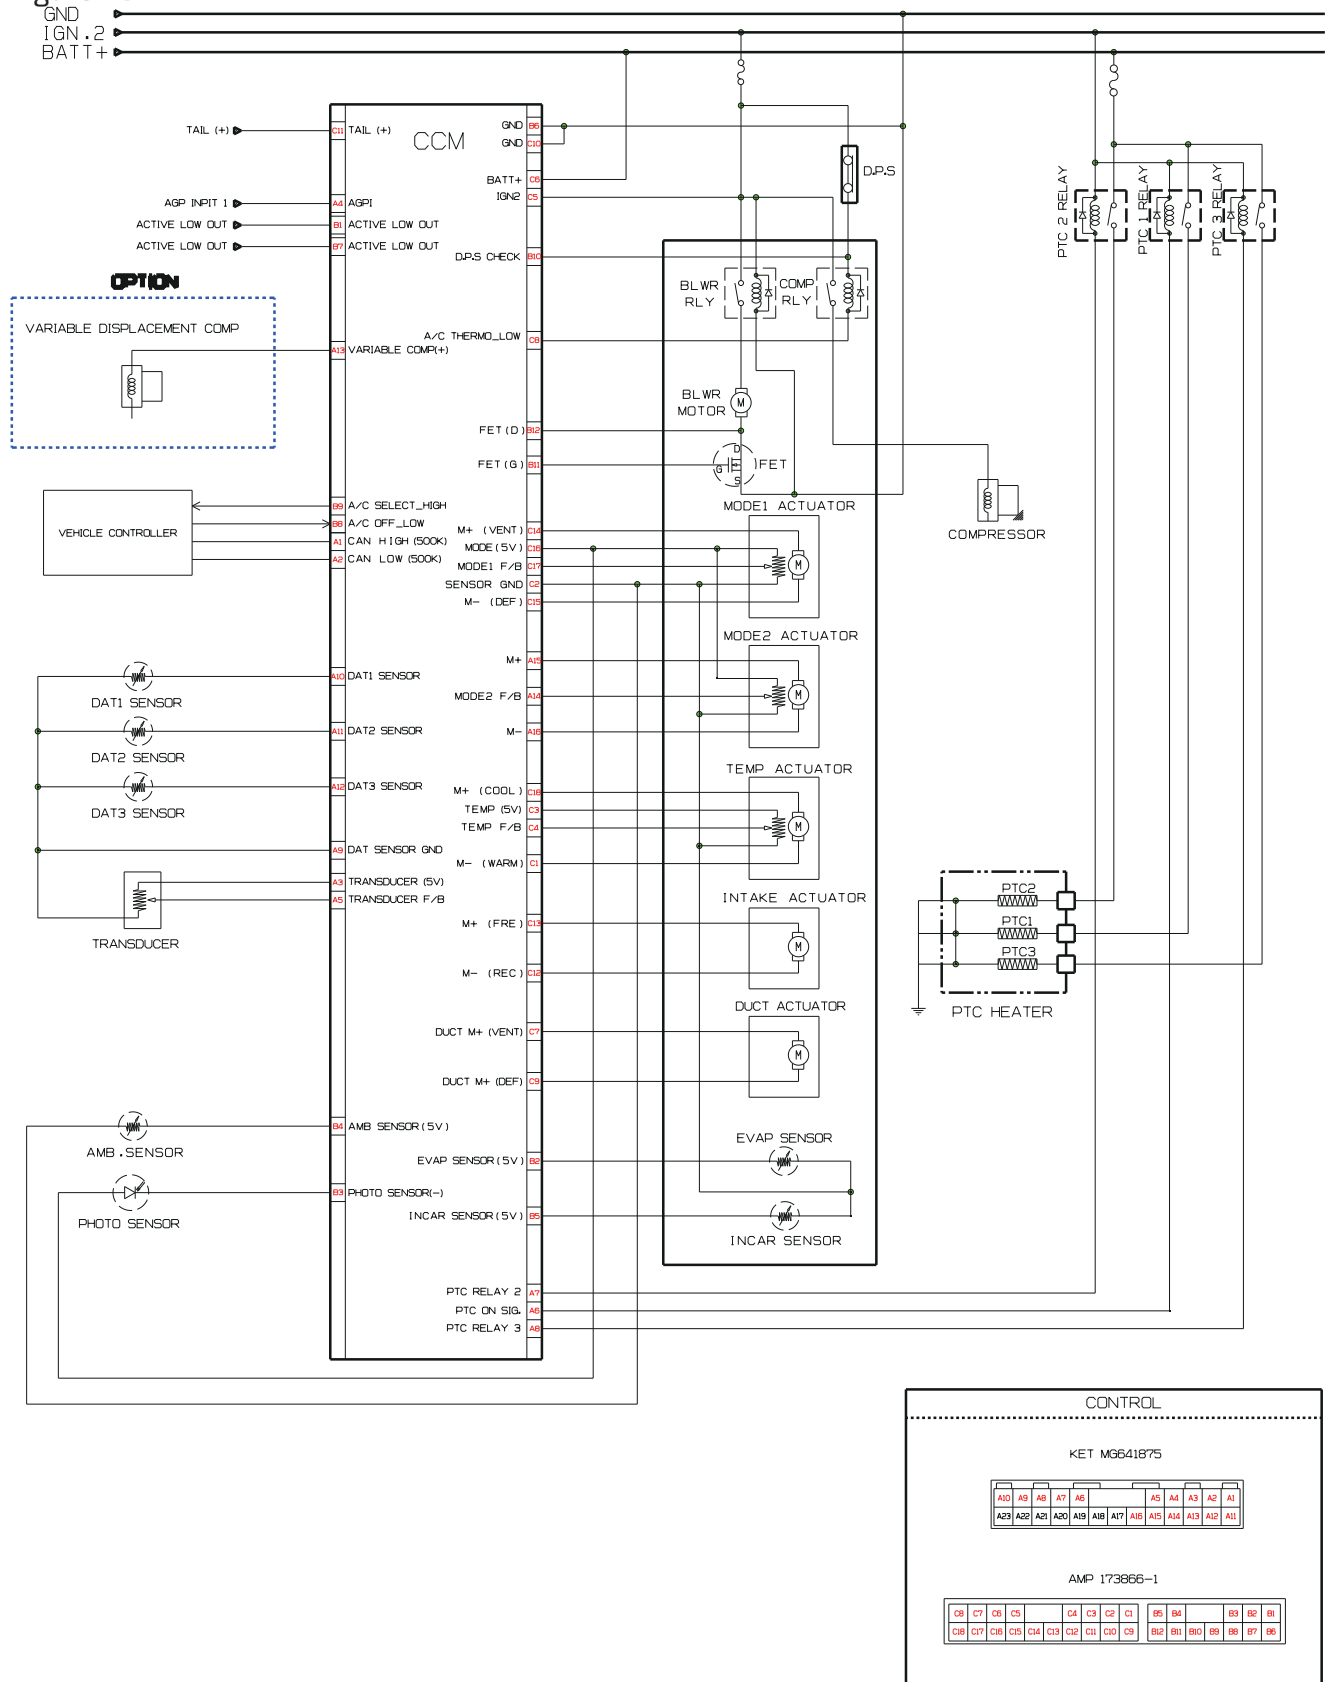 GND
IGN.2
BATT+
TAIL (+)
C11
TAIL (+)
CCM
GND
B6
GND
C10
BATT+
C6
IGN2
C5
AGP INPIT 1
A4
AGPI
ACTIVE LOW OUT
B1
ACTIVE LOW OUT
ACTIVE LOW OUT
B7
ACTIVE LOW OUT
D.P.S CHECK
B10
D.P.S
PTC 2 RELAY
PTC 1 RELAY
PTC 3 RELAY
OPTION
VARIABLE DISPLACEMENT COMP
A13
VARIABLE COMP(+)
A/C THERMO_LOW
C8
BLWR
RLY
COMP
RLY
BLWR
MOTOR
M
FET(D)
B12
FET(G)
B11
D
G
S
FET
COMPRESSOR
VEHICLE CONTROLLER
B9
A/C SELECT_HIGH
B8
A/C OFF_LOW
A1
CAN HIGH (500K)
A2
CAN LOW (500K)
MODE1 ACTUATOR
M+ (VENT)
C14
MODE(5V)
C16
MODE1 F/B
C17
SENSOR GND
C2
M- (DEF)
C15
M
MODE2 ACTUATOR
M+
A15
MODE2 F/B
A14
M-
A16
M
DAT1 SENSOR
A10
DAT1 SENSOR
DAT2 SENSOR
A11
DAT2 SENSOR
DAT3 SENSOR
A12
DAT3 SENSOR
A9
DAT SENSOR GND
A3
TRANSDUCER (5V)
A5
TRANSDUCER F/B
TRANSDUCER
TEMP ACTUATOR
M+ (COOL)
C18
TEMP (5V)
C3
TEMP F/B
C4
M- (WARM)
C1
M
INTAKE ACTUATOR
M+ (FRE)
C13
M- (REC)
C12
M
DUCT ACTUATOR
DUCT M+ (VENT)
C7
DUCT M+ (DEF)
C9
M
PTC2
PTC1
PTC3
PTC HEATER
AMB.SENSOR
B4
AMB SENSOR(5V)
PHOTO SENSOR
B3
PHOTO SENSOR(-)
EVAP SENSOR
EVAP SENSOR(5V)
B2
INCAR SENSOR(5V)
B5
INCAR SENSOR
PTC RELAY 2
A7
PTC ON SIG.
A6
PTC RELAY 3
A8
CONTROL
KET MG641875
A10 A9 A8 A7 A6 A5 A4 A3 A2 A1
A23 A22 A21 A20 A19 A18 A17 A16 A15 A14 A13 A12 A11
AMP 173866-1
C8 C7 C6 C5 C4 C3 C2 C1 B5 B4 B3 B2 B1
C18 C17 C16 C15 C14 C13 C12 C11 C10 C9 B12 B11 B10 B9 B8 B7 B6